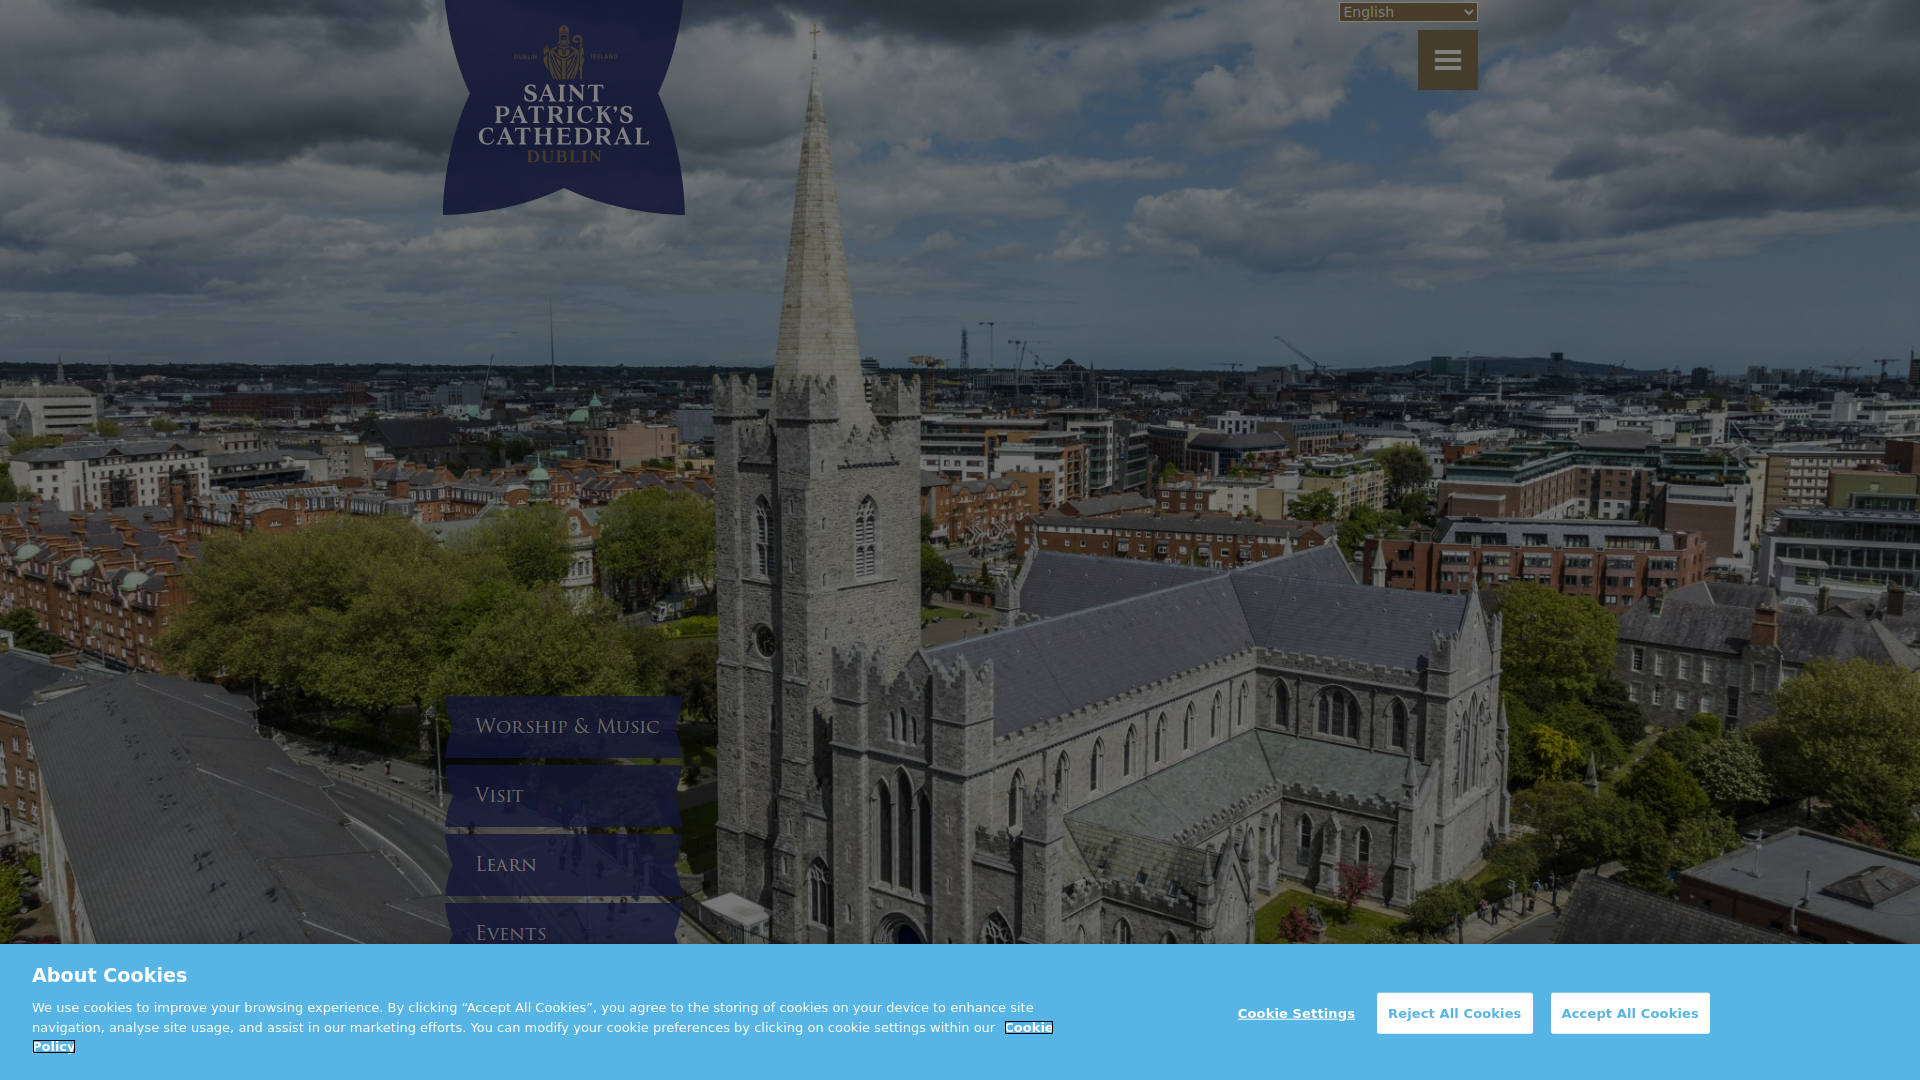 English
DUBLIN IRELAND
SAINT
PATRICK'S
CATHEDRAL
DUBLIN
WORSHIP & MUSIC
VISIT
LEARN
EVENTS
About Cookies
We use cookies to improve your browsing experience. By clicking “Accept All Cookies”, you agree to the storing of cookies on your device to enhance site
navigation, analyse site usage, and assist in our marketing efforts. You can modify your cookie preferences by clicking on cookie settings within our Cookie
Policy
Cookie Settings
Reject All Cookies
Accept All Cookies